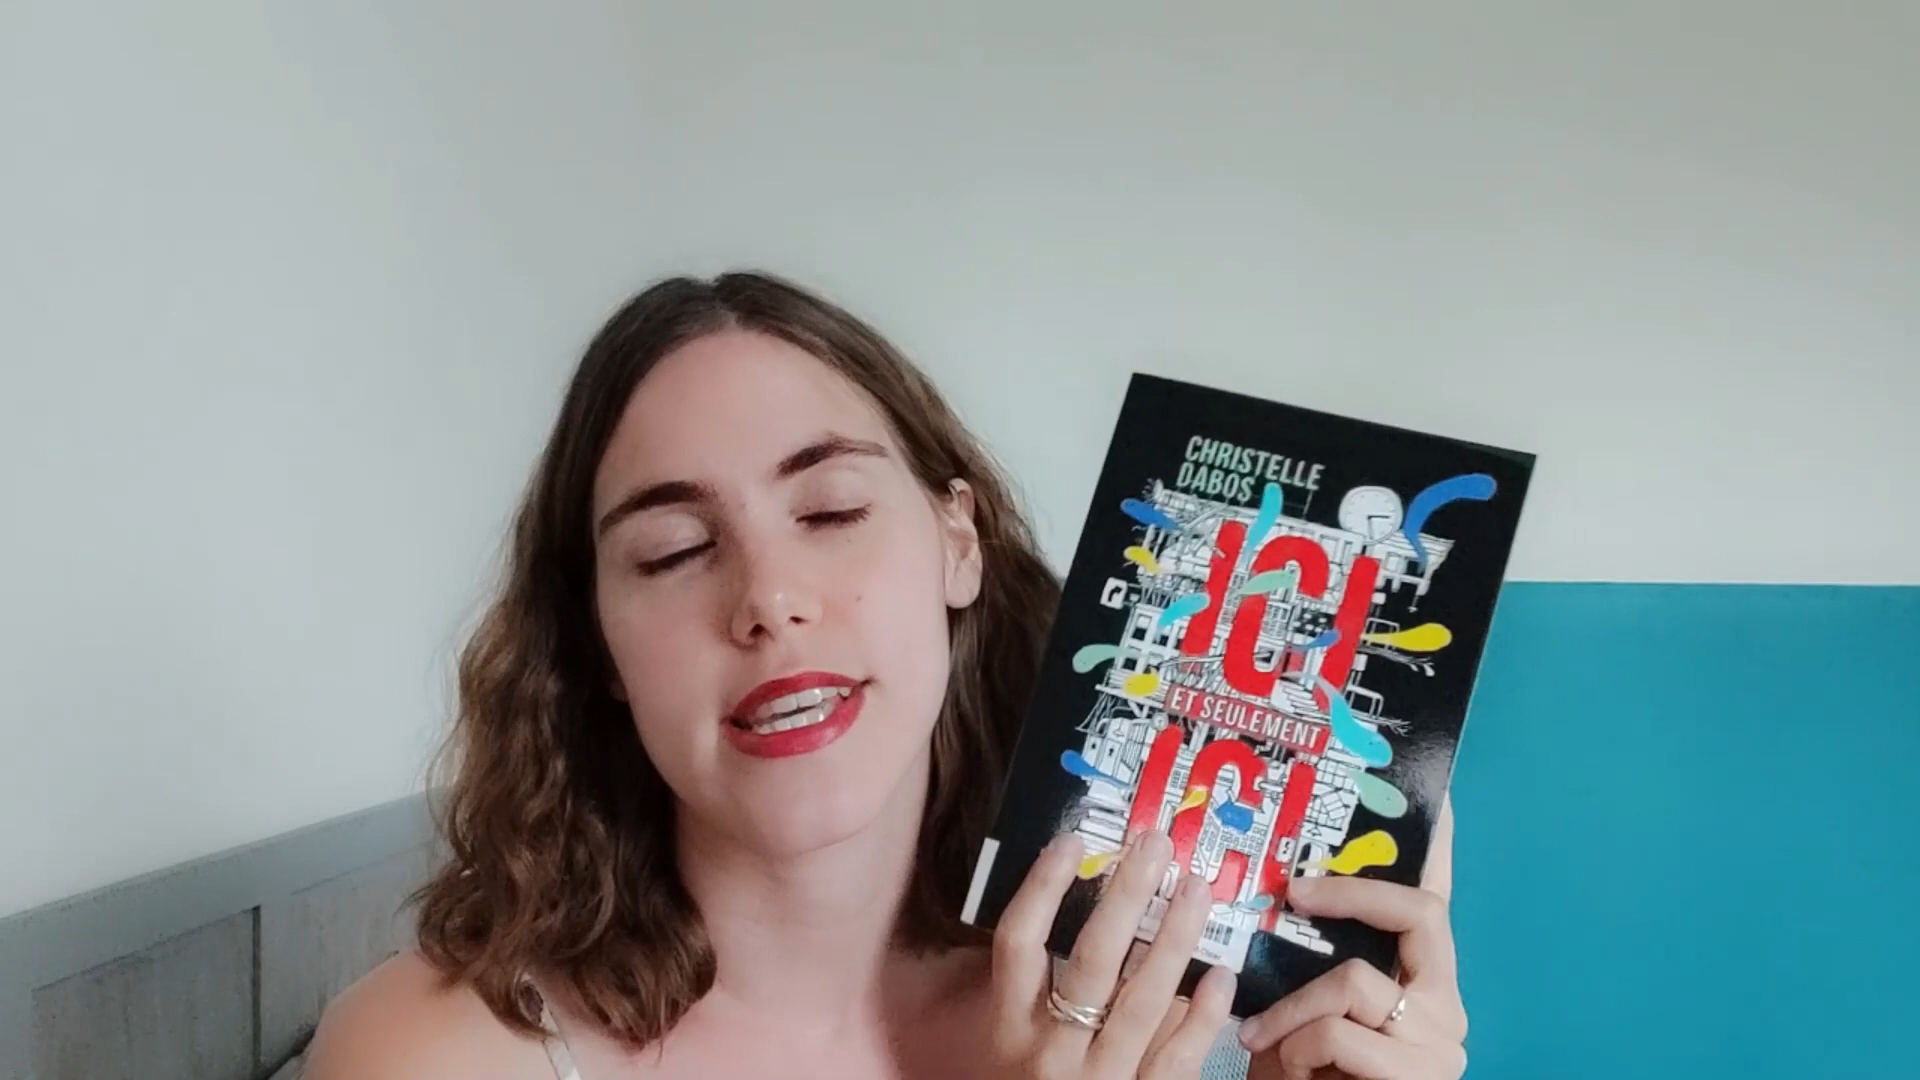 CHRISTELLE
DABOS
ICI
ET SEULEMENT
ICI